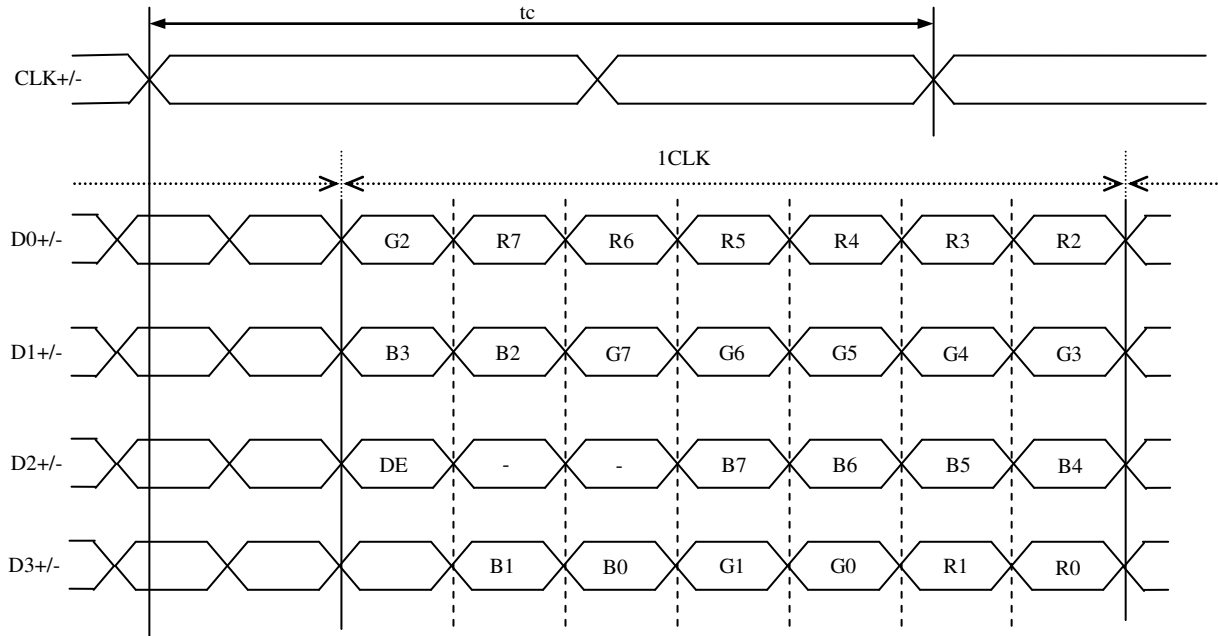 tc
CLK+/-
1CLK
D0+/- G2 R7 R6 R5 R4 R3 R2
D1+/- B3 B2 G7 G6 G5 G4 G3
D2+/- DE - - B7 B6 B5 B4
D3+/- B1 B0 G1 G0 R1 R0